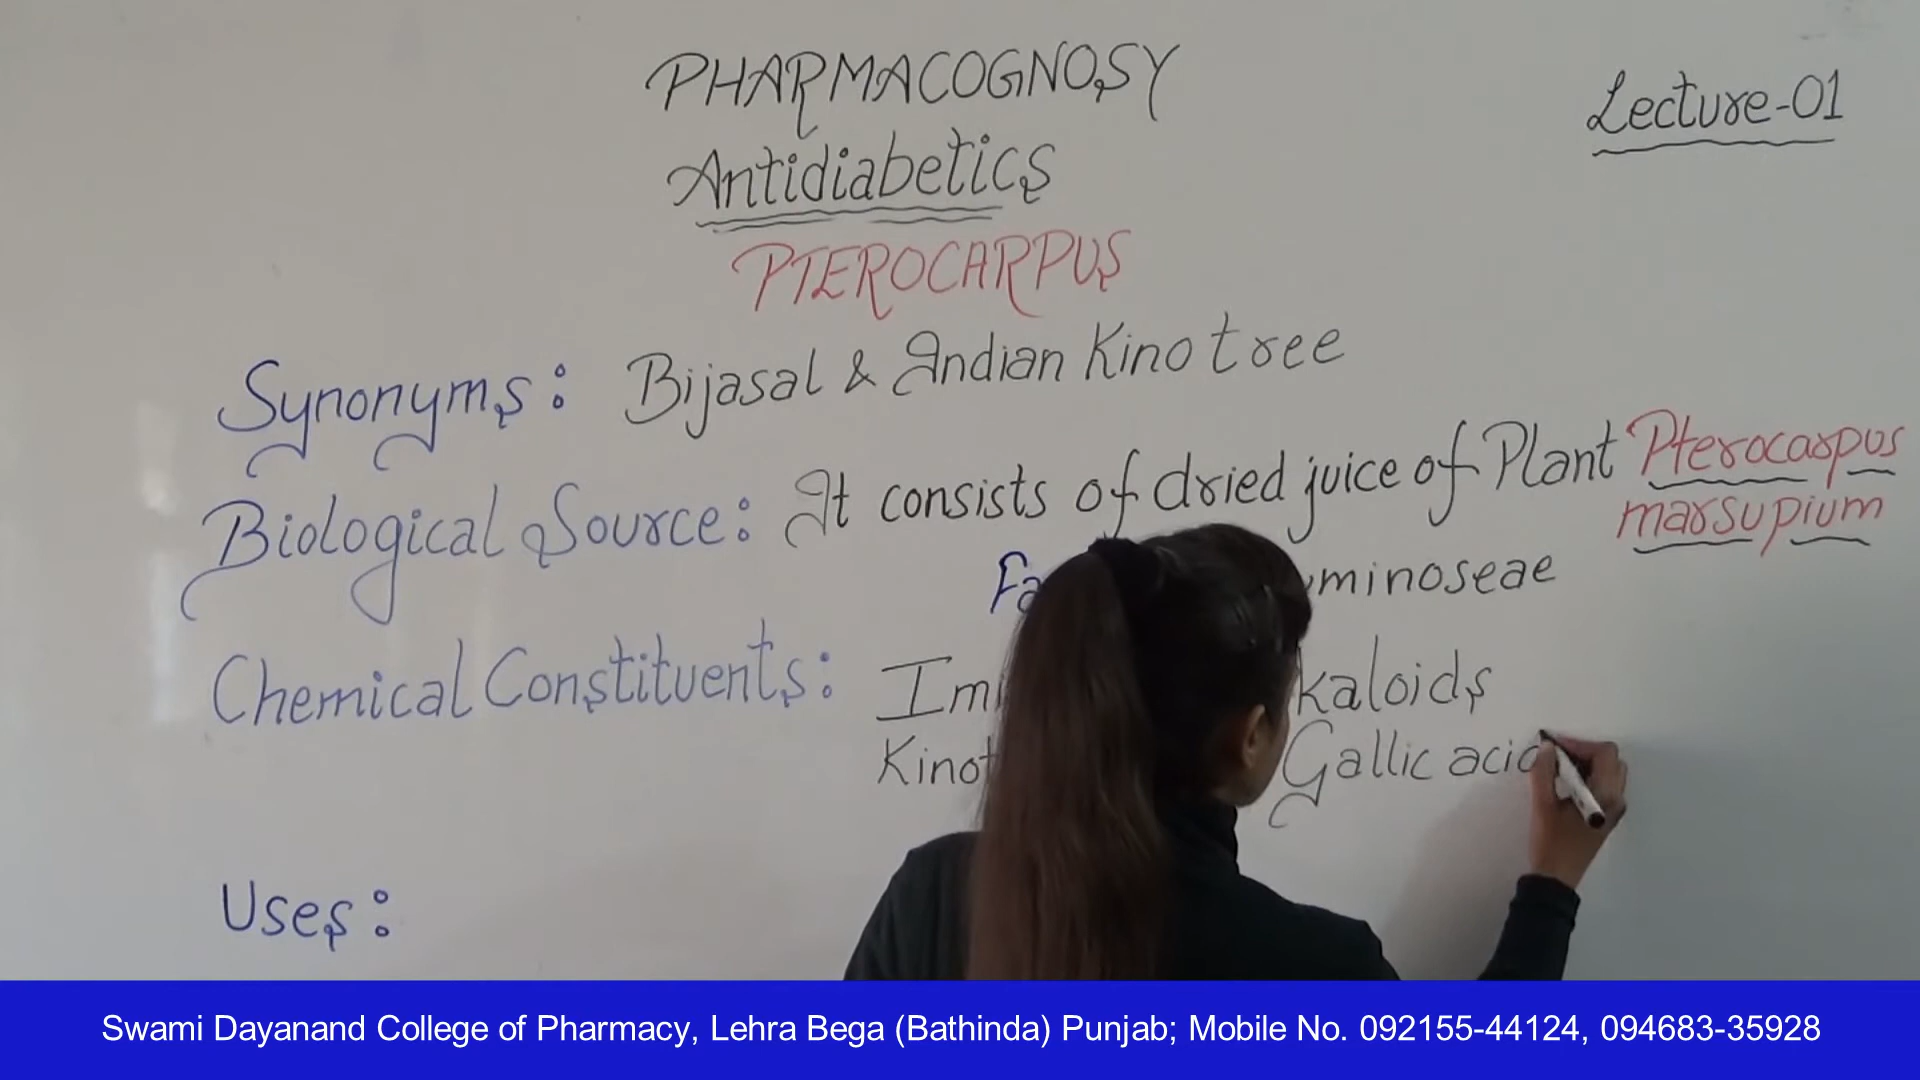 PHARMACOGNOSY
Lecture-01
Antidiabetics
PTEROCARPUS
Synonyms: Bijasal & Indian Kino tree
Biological Source: It consists of dried juice of Plant Pterocarpus
marsupium
Chemical Constituents:
Gallic acid
Uses:
Swami Dayanand College of Pharmacy, Lehra Bega (Bathinda) Punjab; Mobile No. 092155-44124, 094683-35928